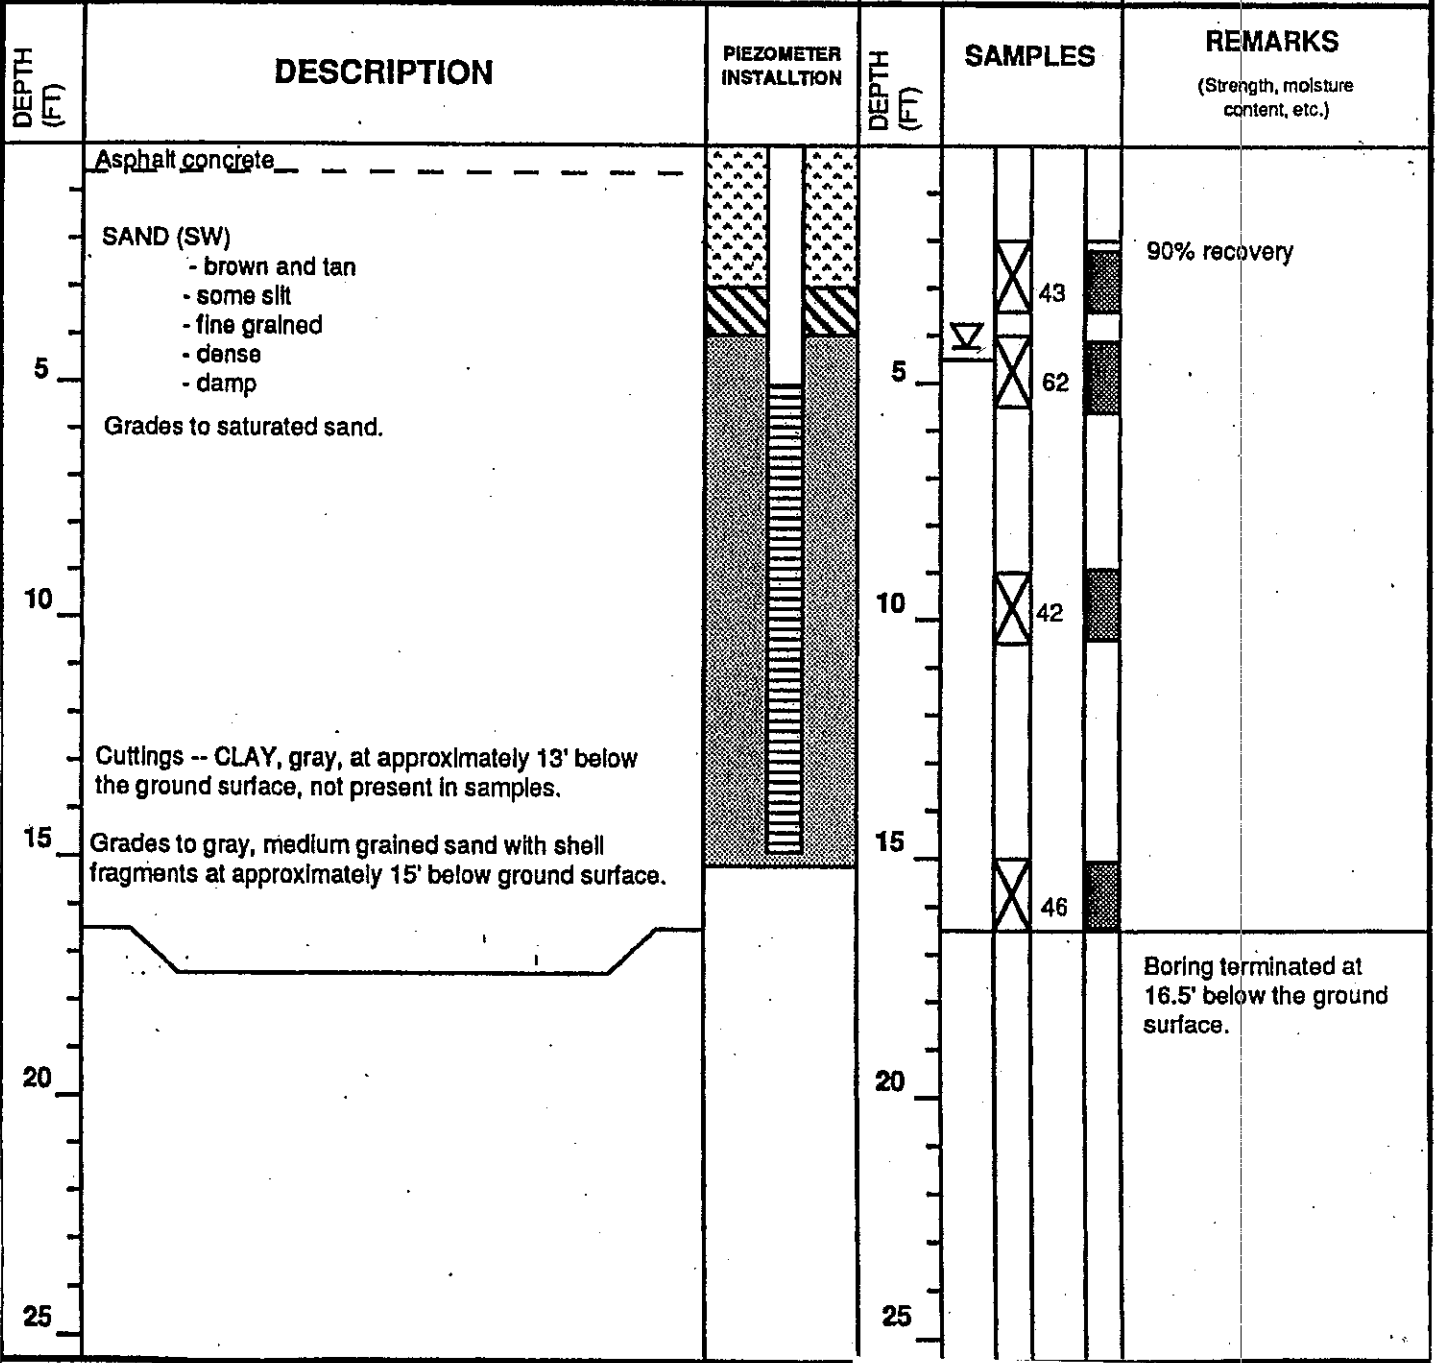 DEPTH
(FT)
DESCRIPTION
PIEZOMETER
INSTALLTION
DEPTH
(FT)
SAMPLES
REMARKS
(Strength, moisture
content, etc.)
Asphalt concrete
SAND (SW)
- brown and tan
- some silt
- fine grained
- dense
- damp
Grades to saturated sand.
Cuttings -- CLAY, gray, at approximately 13' below
the ground surface, not present in samples.
Grades to gray, medium grained sand with shell
fragments at approximately 15' below ground surface.
5
10
15
20
25
5
10
15
20
25
43
62
42
46
90% recovery
Boring terminated at
16.5' below the ground
surface.